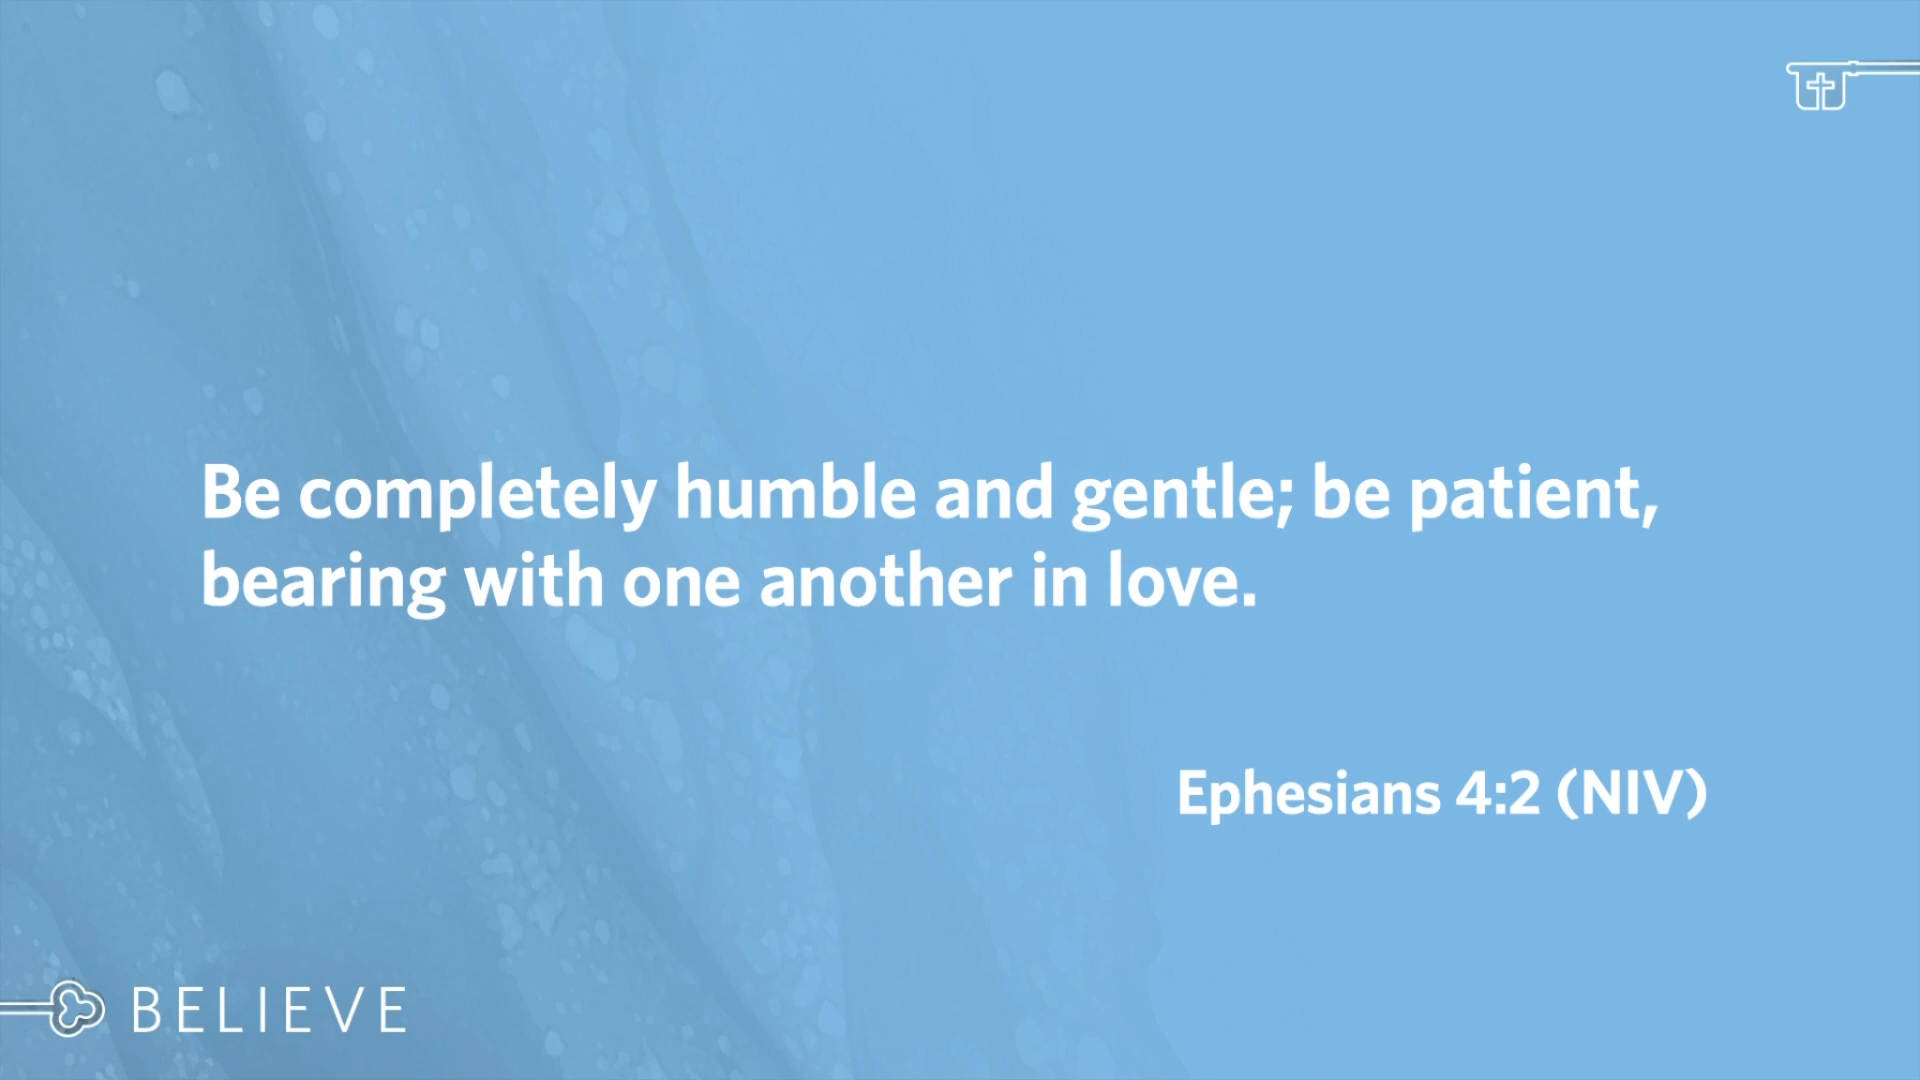 Be completely humble and gentle; be patient,
bearing with one another in love.
Ephesians 4:2 (NIV)
BELIEVE